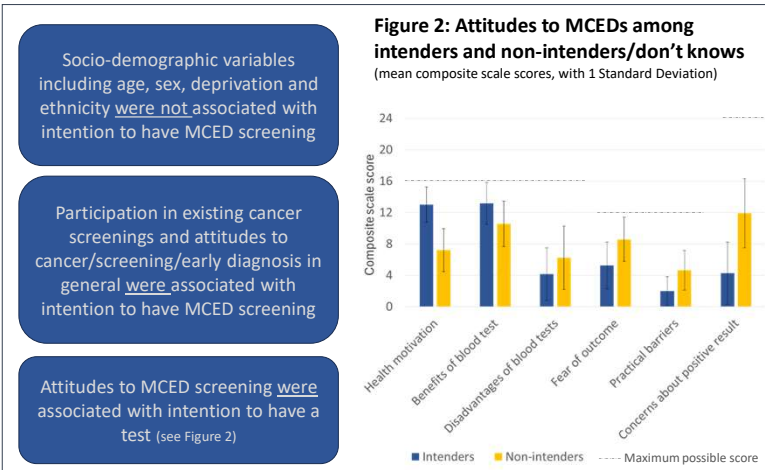 Socio-demographic variables
including age, sex, deprivation and
ethnicity were not associated with
intention to have MCED screening
Participation in existing cancer
screenings and attitudes to
cancer/screening/early diagnosis in
general were associated with
intention to have MCED screening
Attitudes to MCED screening were
associated with intention to have a
test (see Figure 2)
Figure 2: Attitudes to MCEDs among
intenders and non-intenders/don't knows
(mean composite scale scores, with 1 Standard Deviation)
Composite scale score
24
20
16
12
8
4
0
Health motivation
Benefits of blood test
Disadvantages of blood tests
Fear of outcome
Practical barriers
Concerns about positive result
Intenders
Non-intenders
Maximum possible score